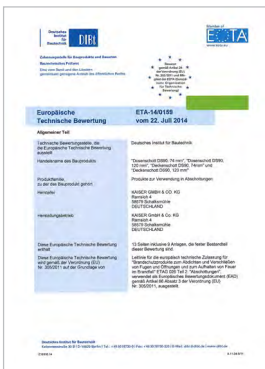 Deutsches
Institut
für
Bautechnik
DIBt
Zulassungsstelle für Bauprodukte und Bauarten
Bautechnisches Prüfamt
Eine vom Bund und den Ländern
gemeinsam getragene Anstalt des öffentlichen Rechts
Member of
EOTA
www.eota.eu
Europäische
Technische Bewertung
ETA-14/0159
vom 22. Juli 2014
Allgemeiner Teil
Technische Bewertungsstelle, die
die Europäische Technische Bewertung
ausstellt
Deutsches Institut für Bautechnik
Handelsname des Bauprodukts
"Dosenschott DS90, 74 mm", "Dosenschott DS90,
120 mm", "Deckenschott DS90, 74mm" und
"Deckenschott DS90, 120 mm"
Produktfamilie,
zu der das Bauprodukt gehört
Produkte zur Verwendung in Abschottungen
Hersteller
KAISER GMBH & CO. KG
Ramsloh 4
58579 Schalksmühle
DEUTSCHLAND
Herstellungsbetrieb
KAISER GmbH & Co. KG
Ramsloh 4
58579 Schalksmühle
DEUTSCHLAND
Diese Europäische Technische Bewertung
enthält
13 Seiten inklusive 9 Anlagen, die fester Bestandteil
dieser Bewertung sind.
Diese Europäische Technische Bewertung
wird gemäß der Verordnung (EU)
Nr. 305/2011 auf der Grundlage von
Leitlinie für die europäisch technische Zulassung für
"Brandschutzprodukte zum Abdichten und Verschließen
von Fugen und Öffnungen und zum Aufhalten von Feuer
im Brandfall" ETAG 026 Teil 2: "Abschottungen",
verwendet als Europäisches Bewertungsdokument (EAD)
gemäß Artikel 66 Absatz 3 der Verordnung (EU)
Nr. 305/2011, ausgestellt.
Deutsches Institut für Bautechnik